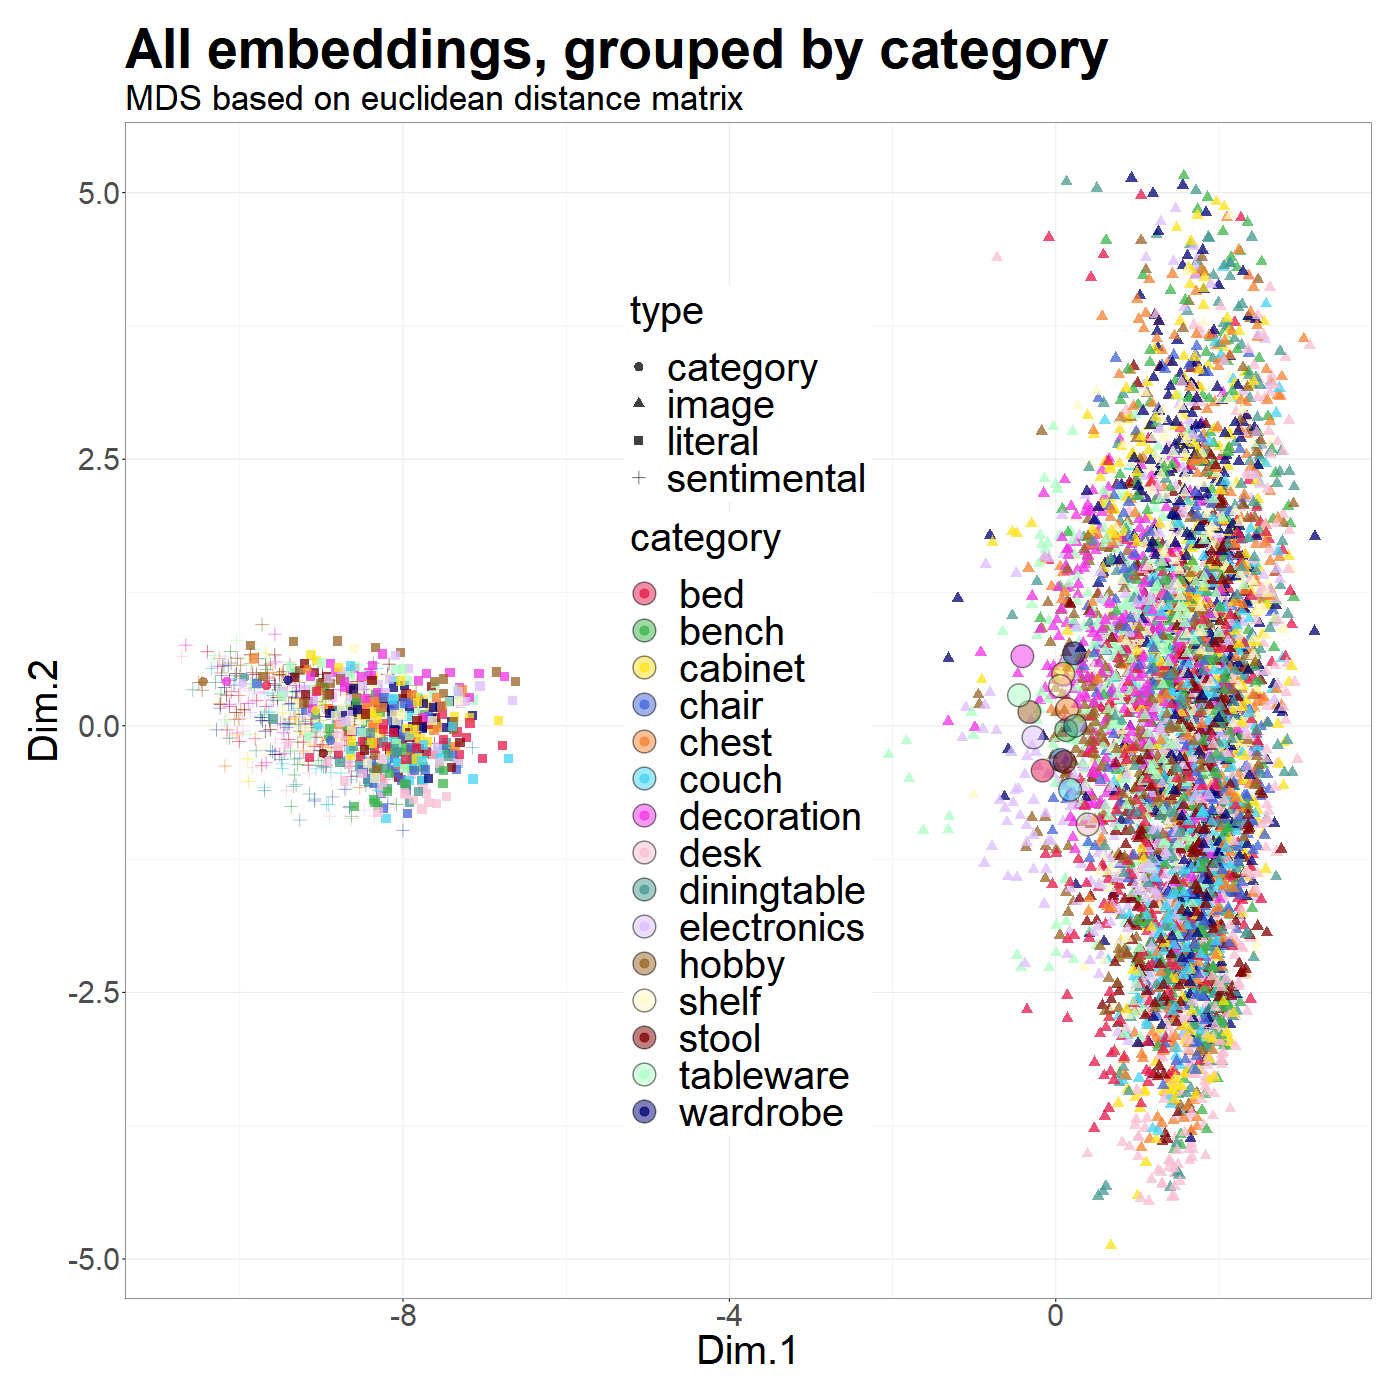 All embeddings, grouped by category
MDS based on euclidean distance matrix
Dim.2
5.0
2.5
0.0
-2.5
-5.0
type
category
image
literal
sentimental
category
bed
bench
cabinet
chair
chest
couch
decoration
desk
diningtable
electronics
hobby
shelf
stool
tableware
wardrobe
-8
-4
0
Dim.1